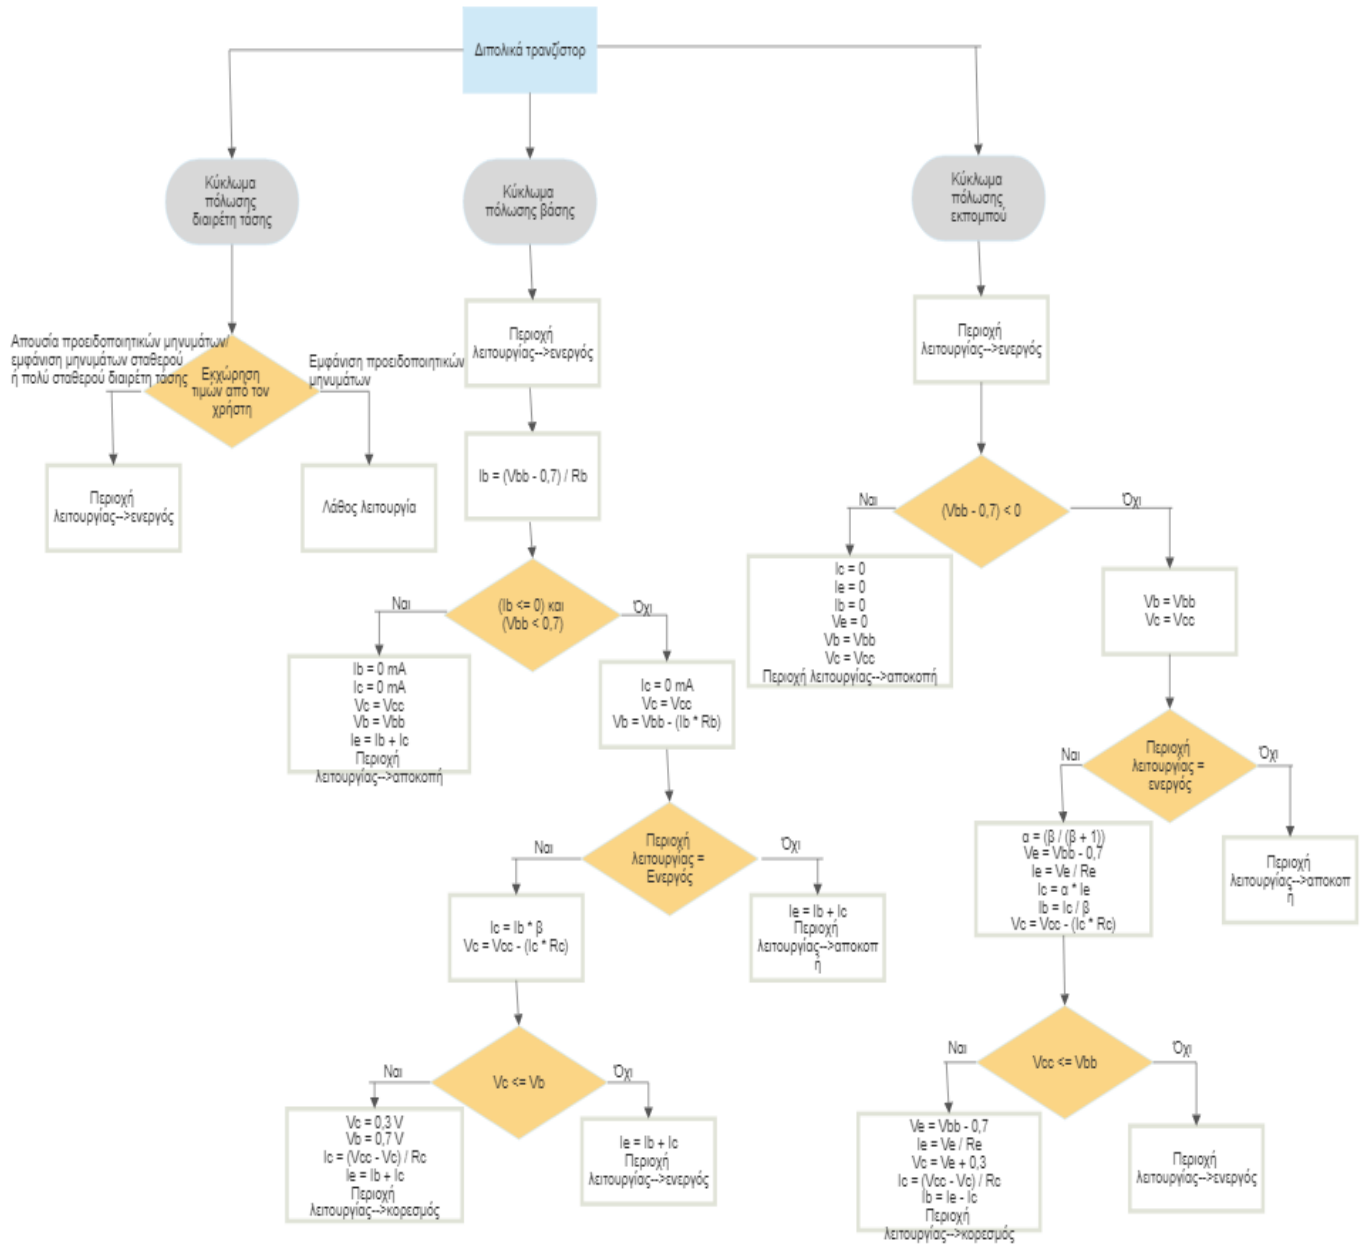 Διπολικά τρανζίστορ
Κύκλωμα
πόλωσης
διαιρέτη τάσης
Κύκλωμα
πόλωσης βάσης
Κύκλωμα
πόλωσης
εκπομπού
Απουσία προειδοποιητικών μηνυμάτων/
εμφάνιση μηνυμάτων σταθερού
ή πολύ σταθερού διαιρέτη τάσης
Εκχώρηση
τιμών από τον
χρήστη
Εμφάνιση προειδοποιητικών
μηνυμάτων
Περιοχή
λειτουργίας-->ενεργός
Λάθος λειτουργία
Περιοχή
λειτουργίας-->ενεργός
Ib = (Vbb - 0,7) / Rb
(Ib <= 0) και
(Vbb < 0,7)
Ναι
Όχι
Ib = 0 mA
Ic = 0 mA
Vc = Vcc
Vb = Vbb
Ie = Ib + Ic
Περιοχή
λειτουργίας-->αποκοπή
Ic = 0 mA
Vc = Vcc
Vb = Vbb - (Ib * Rb)
Περιοχή
λειτουργίας =
Ενεργός
Ναι
Όχι
Ic = Ib * β
Vc = Vcc - (Ic * Rc)
Ie = Ib + Ic
Περιοχή
λειτουργίας-->αποκοπ
ή
Vc <= Vb
Ναι
Όχι
Vc = 0,3 V
Vb = 0,7 V
Ic = (Vcc - Vc) / Rc
Ie = Ib + Ic
Περιοχή
λειτουργίας-->κορεσμός
Ie = Ib + Ic
Περιοχή
λειτουργίας-->ενεργός
Περιοχή
λειτουργίας-->ενεργός
(Vbb - 0,7) < 0
Ναι
Όχι
Ic = 0
Ie = 0
Ib = 0
Ve = 0
Vb = Vbb
Vc = Vcc
Περιοχή λειτουργίας-->αποκοπή
Vb = Vbb
Vc = Vcc
Περιοχή
λειτουργίας =
ενεργός
Ναι
Όχι
α = (β / (β + 1))
Ve = Vbb - 0,7
Ie = Ve / Re
Ic = α * Ie
Ib = Ic / β
Vc = Vcc - (Ic * Rc)
Περιοχή
λειτουργίας-->αποκοπ
ή
Vcc <= Vbb
Ναι
Όχι
Ve = Vbb - 0,7
Ie = Ve / Re
Vc = Ve + 0,3
Ic = (Vcc - Vc) / Rc
Ib = Ie - Ic
Περιοχή
λειτουργίας-->κορεσμός
Περιοχή
λειτουργίας-->ενεργός